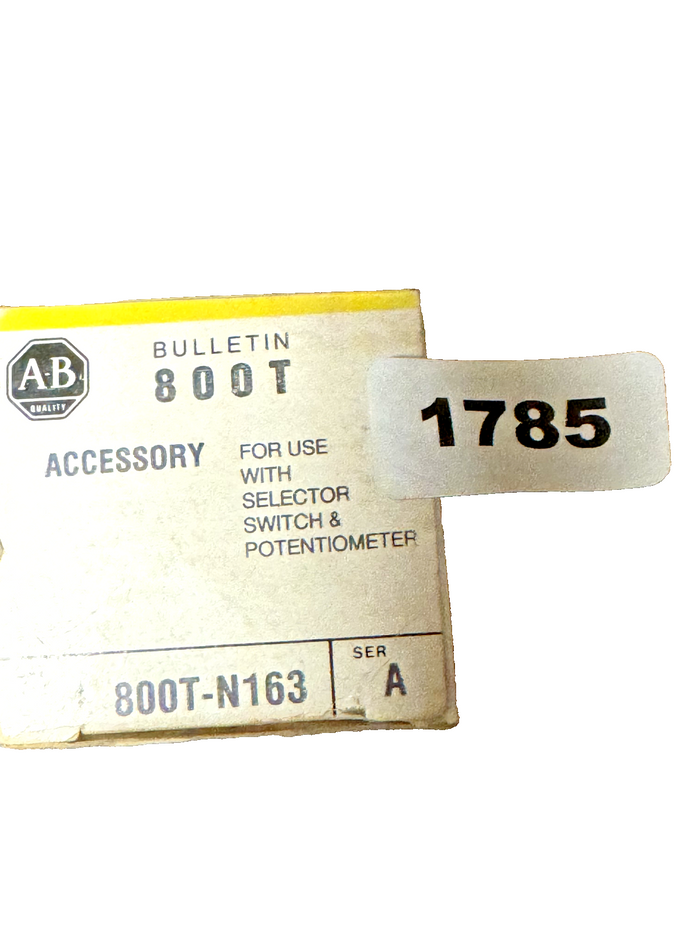 A-B
QUALITY
BULLETIN
800T
ACCESSORY
FOR USE
WITH
SELECTOR
SWITCH &
POTENTIOMETER
1785
800T-N163
SER
A